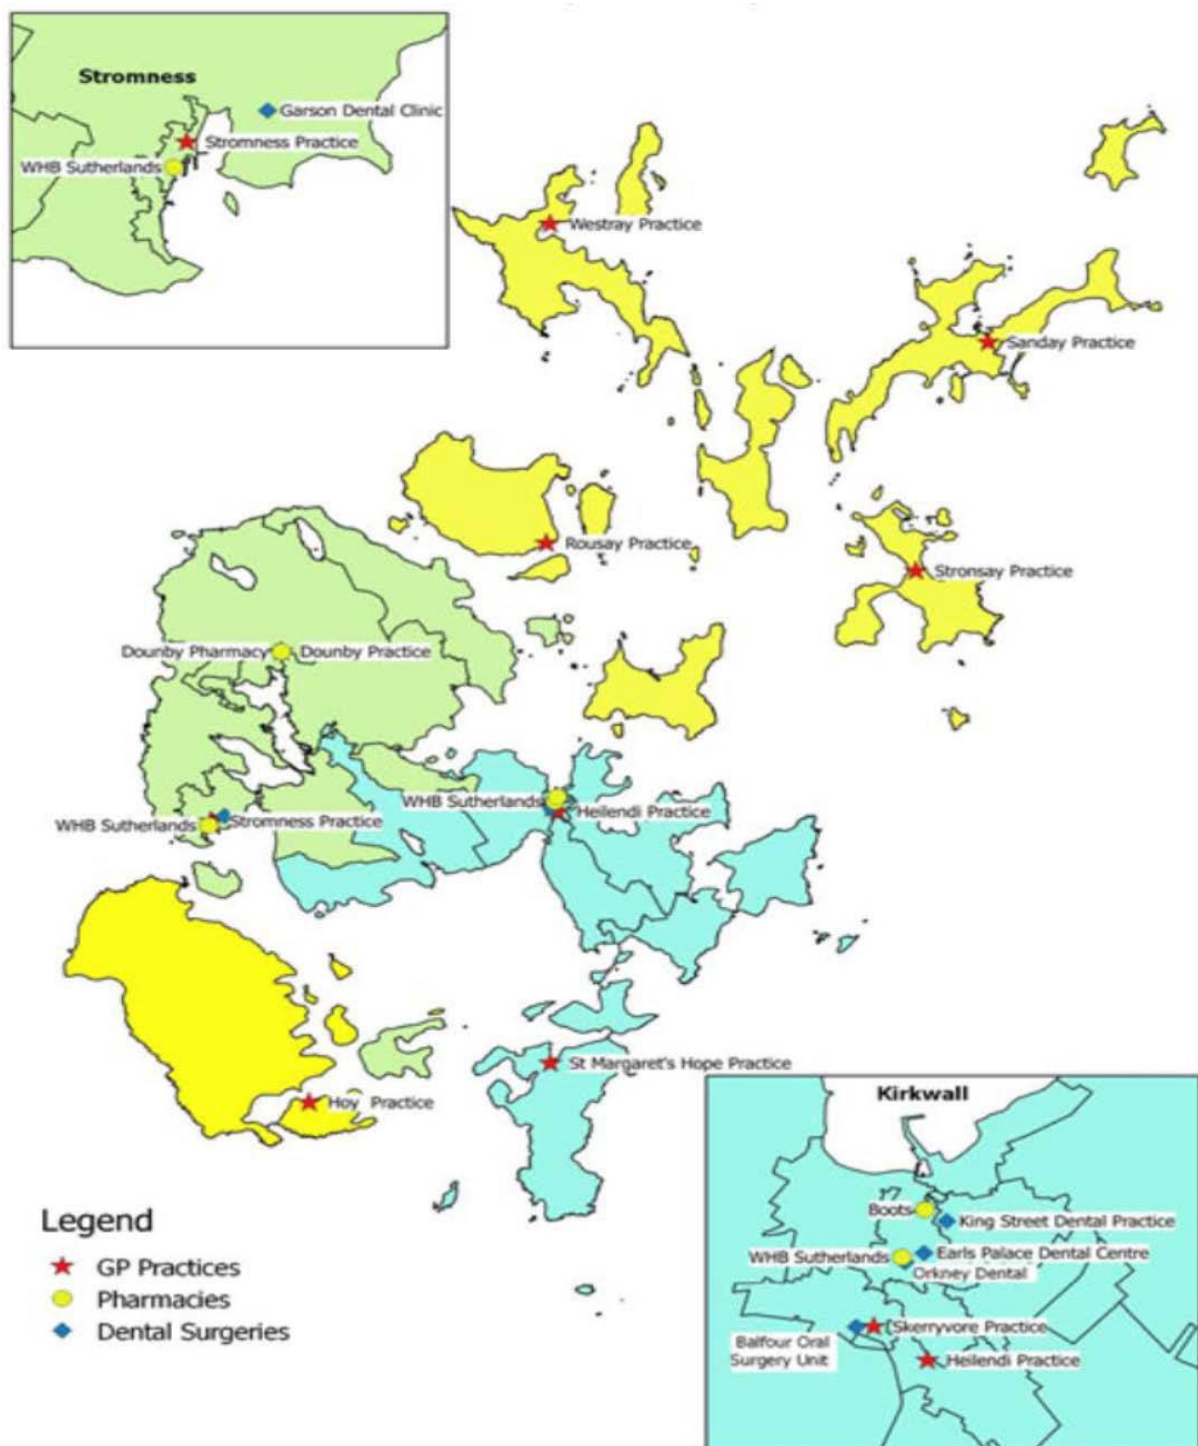 Stromness
Garson Dental Clinic
Stromness Practice
WHB Sutherlands
Westray Practice
Sanday Practice
Rousay Practice
Stronsay Practice
Dounby Pharmacy
Dounby Practice
WHB Sutherlands
Heilendi Practice
WHB Sutherlands
Stromness Practice
St Margaret's Hope Practice
Hoy Practice
Kirkwall
Boots
King Street Dental Practice
WHB Sutherlands
Earls Palace Dental Centre
Orkney Dental
Skerryvore Practice
Balfour Oral
Surgery Unit
Heilendi Practice
Legend
GP Practices
Pharmacies
Dental Surgeries